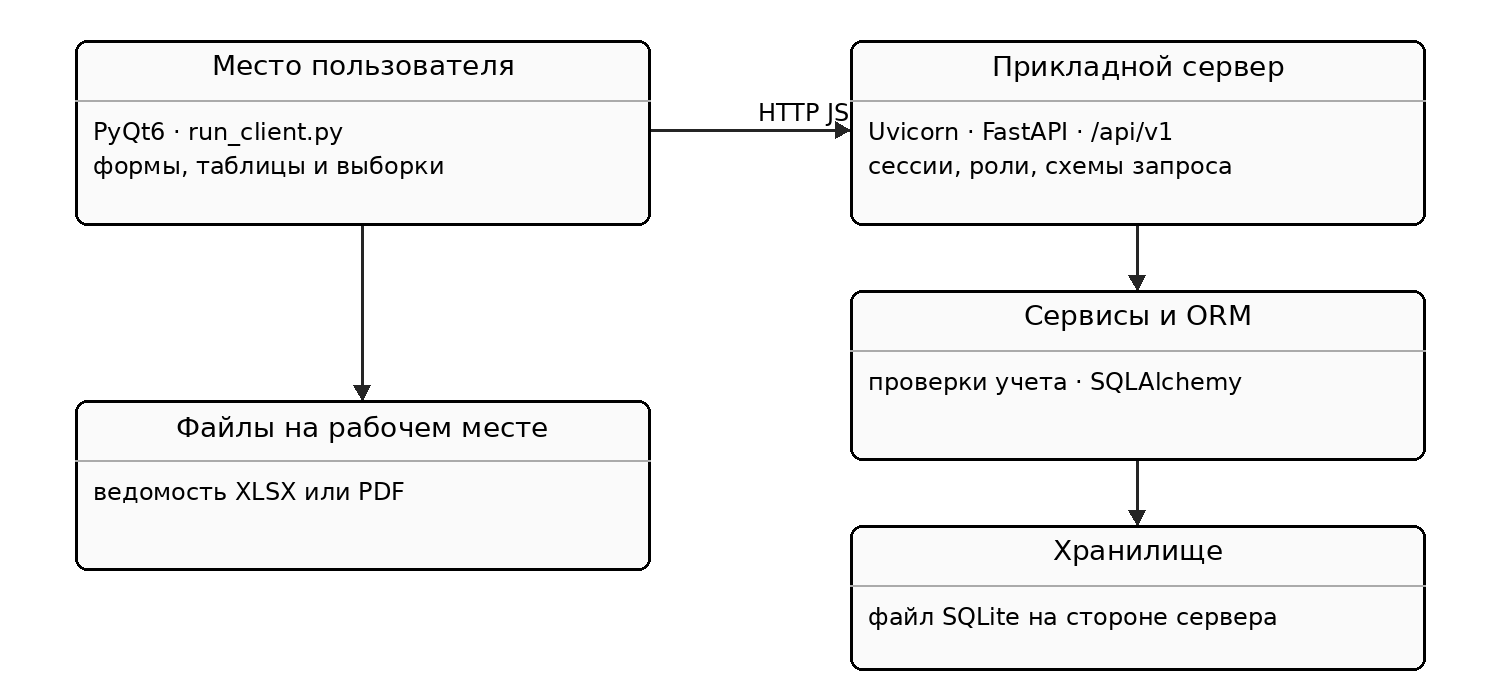 Место пользователя
PyQt6 · run_client.py
формы, таблицы и выборки
HTTP JS
Прикладной сервер
Uvicorn · FastAPI · /api/v1
сессии, роли, схемы запроса
Сервисы и ORM
проверки учета · SQLAlchemy
Файлы на рабочем месте
ведомость XLSX или PDF
Хранилище
файл SQLite на стороне сервера